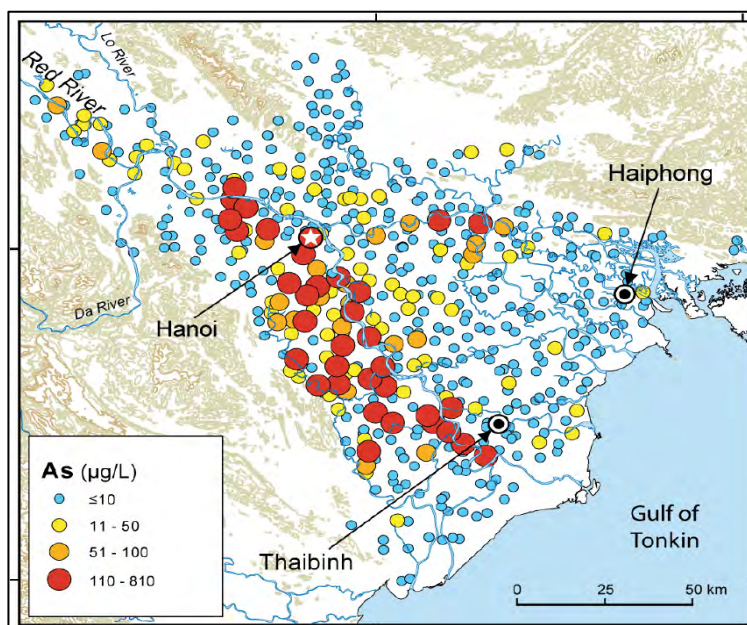 Lo River
Red River
Haiphong
Hanoi
Da River
As (µg/L)
≤10
11 - 50
51 - 100
110 - 810
Thaibinh
Gulf of
Tonkin
0 25 50 km